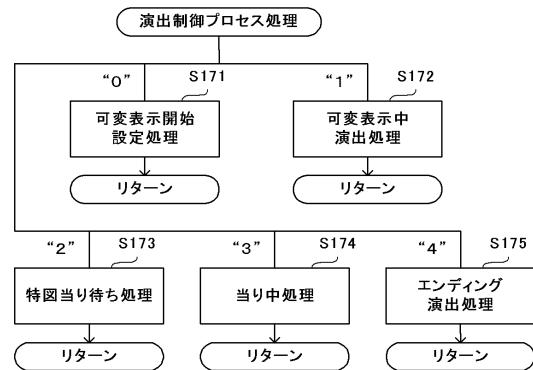 演出制御プロセス処理
“0”
S171
“1”
S172
可変表示開始
設定処理
可変表示中
演出処理
リターン
リターン
“2”
S173
“3”
S174
“4”
S175
特図当り待ち処理
当り中処理
エンディング
演出処理
リターン
リターン
リターン